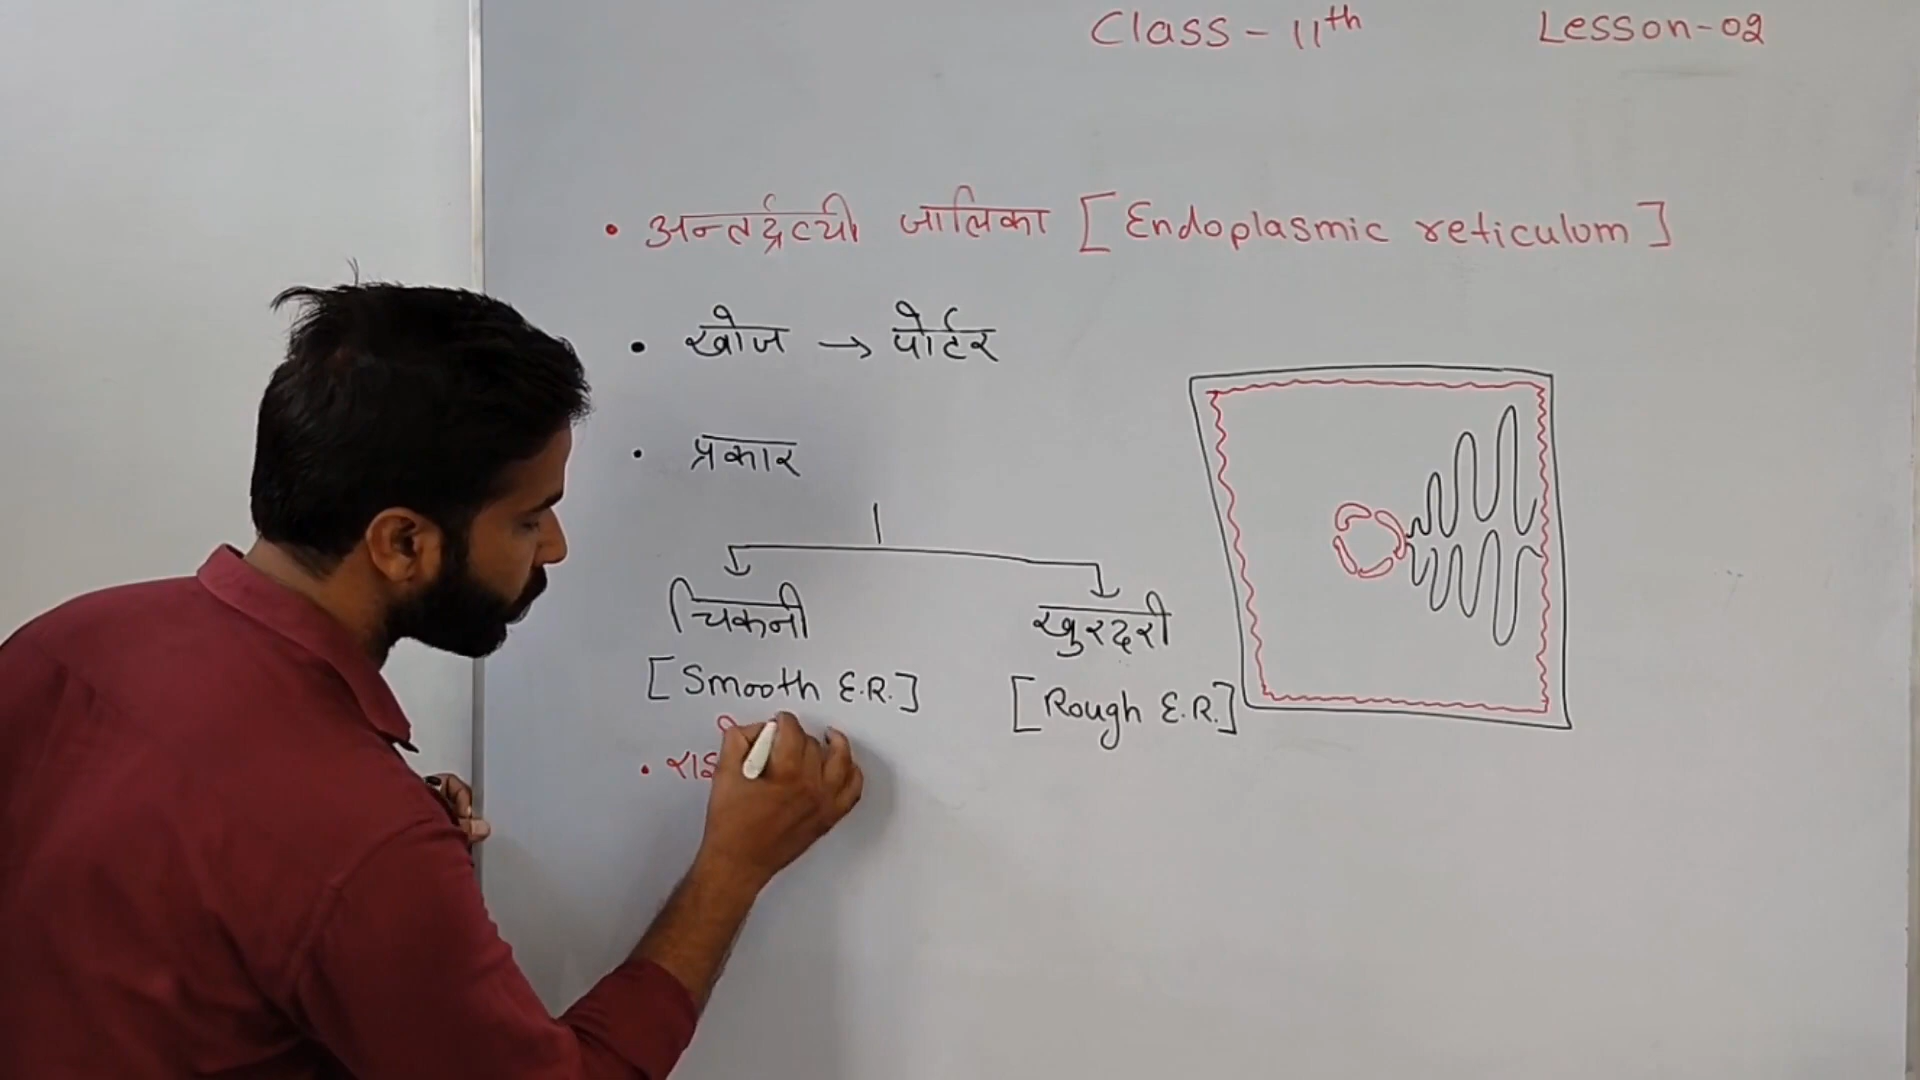 Class - 11th Lesson-02
• अन्तर्द्रव्यी जालिका [Endoplasmic reticulum]
• खोज → पोर्टर
• प्रकार
चिकनी खुरदरी
[Smooth E.R.] [Rough E.R.]